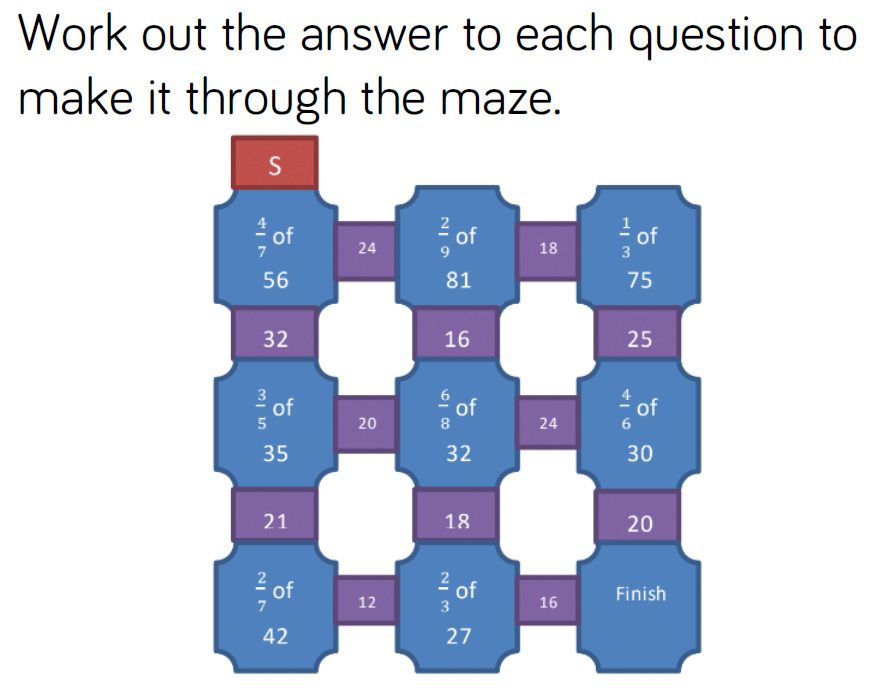 Work out the answer to each question to
make it through the maze.
S
4/7 of 24 2/9 of 18 1/3 of
56 81 75
32 16 25
3/5 of 20 6/8 of 24 4/6 of
35 32 30
21 18 20
2/7 of 12 2/3 of 16 Finish
42 27